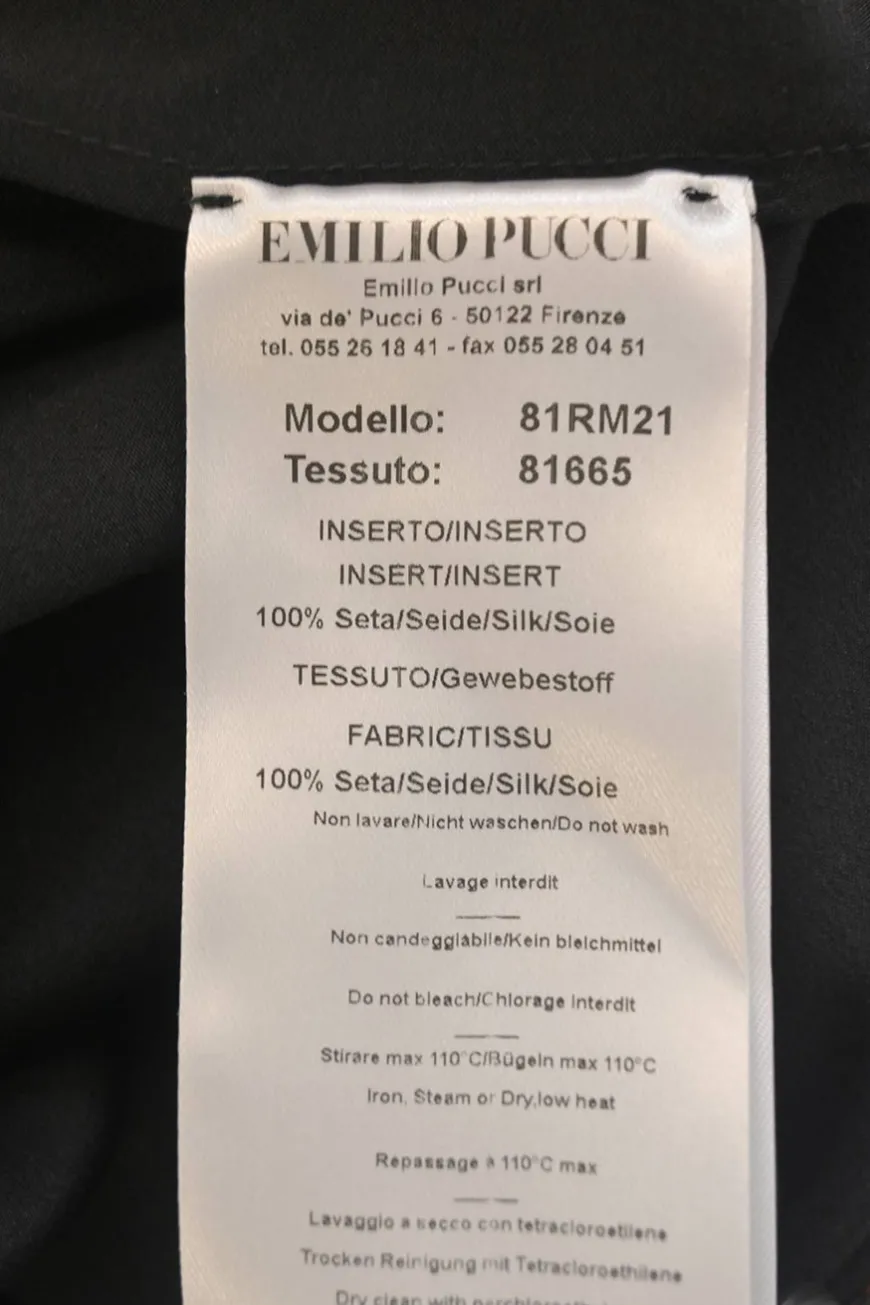 EMILIO PUCCI
Emilio Pucci srl
via de' Pucci 6 - 50122 Firenze
tel. 055 26 18 41 - fax 055 28 04 51
Modello: 81RM21
Tessuto: 81665
INSERTO/INSERTO
INSERT/INSERT
100% Seta/Seide/Silk/Soie
TESSUTO/Gewebestoff
FABRIC/TISSU
100% Seta/Seide/Silk/Soie
Non lavare/Nicht waschen/Do not wash
Lavage interdit
Non candeggiabile/Kein bleichmittel
Do not bleach/Chlorage interdit
Stirare max 110°C/Bügeln max 110°C
Iron, Steam or Dry,low heat
Repassage à 110°C max
Lavaggio a secco con tetracloroetilene
Trocken Reinigung mit Tetracloroethilene
Dry clean with